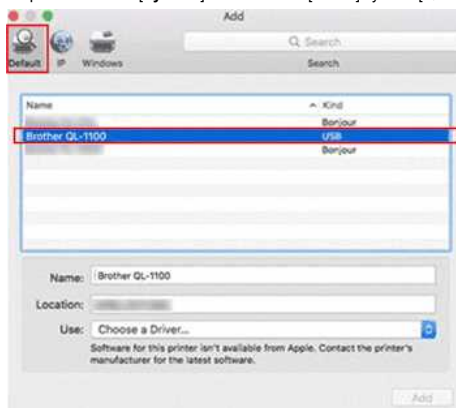 Add
Search
Default IP Windows Search
Name Kind
Bonjour
Brother QL-1100 USB
Bonjour
Name: Brother QL-1100
Location:
Use: Choose a Driver...
Software for this printer isn't available from Apple. Contact the printer's
manufacturer for the latest software.
Add